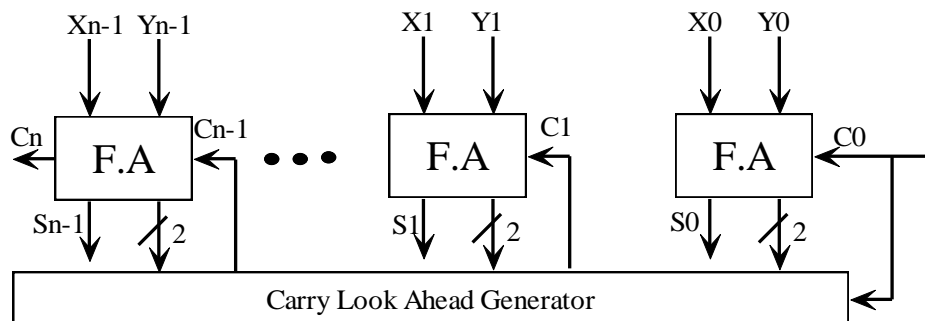 Xn-1 Yn-1 X1 Y1 X0 Y0
Cn F.A Cn-1 F.A C1 F.A C0
Sn-1 2 S1 2 S0 2
Carry Look Ahead Generator